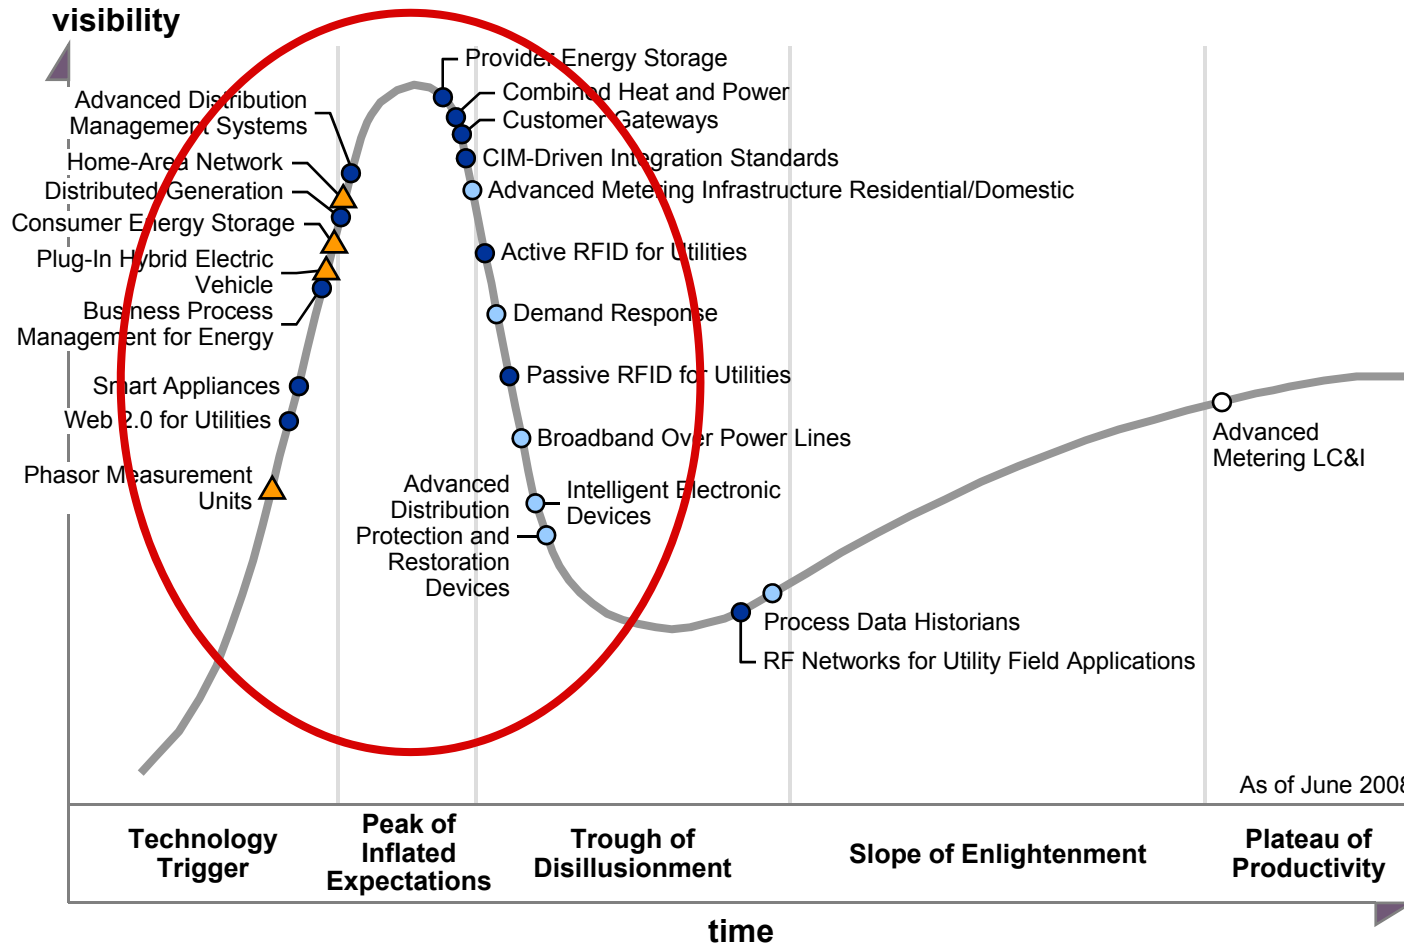 visibility
Provider Energy Storage
Advanced Distribution
Management Systems
Combined Heat and Power
Customer Gateways
Home-Area Network
CIM-Driven Integration Standards
Distributed Generation
Advanced Metering Infrastructure Residential/Domestic
Consumer Energy Storage
Plug-In Hybrid Electric
Vehicle
Active RFID for Utilities
Business Process
Management for Energy
Demand Response
Smart Appliances
Passive RFID for Utilities
Web 2.0 for Utilities
Broadband Over Power Lines
Advanced
Metering LC&I
Phasor Measurement
Units
Intelligent Electronic
Devices
Advanced
Distribution
Protection and
Restoration
Devices
Process Data Historians
RF Networks for Utility Field Applications
As of June 2008
Technology
Trigger
Peak of
Inflated
Expectations
Trough of
Disillusionment
Slope of Enlightenment
Plateau of
Productivity
time